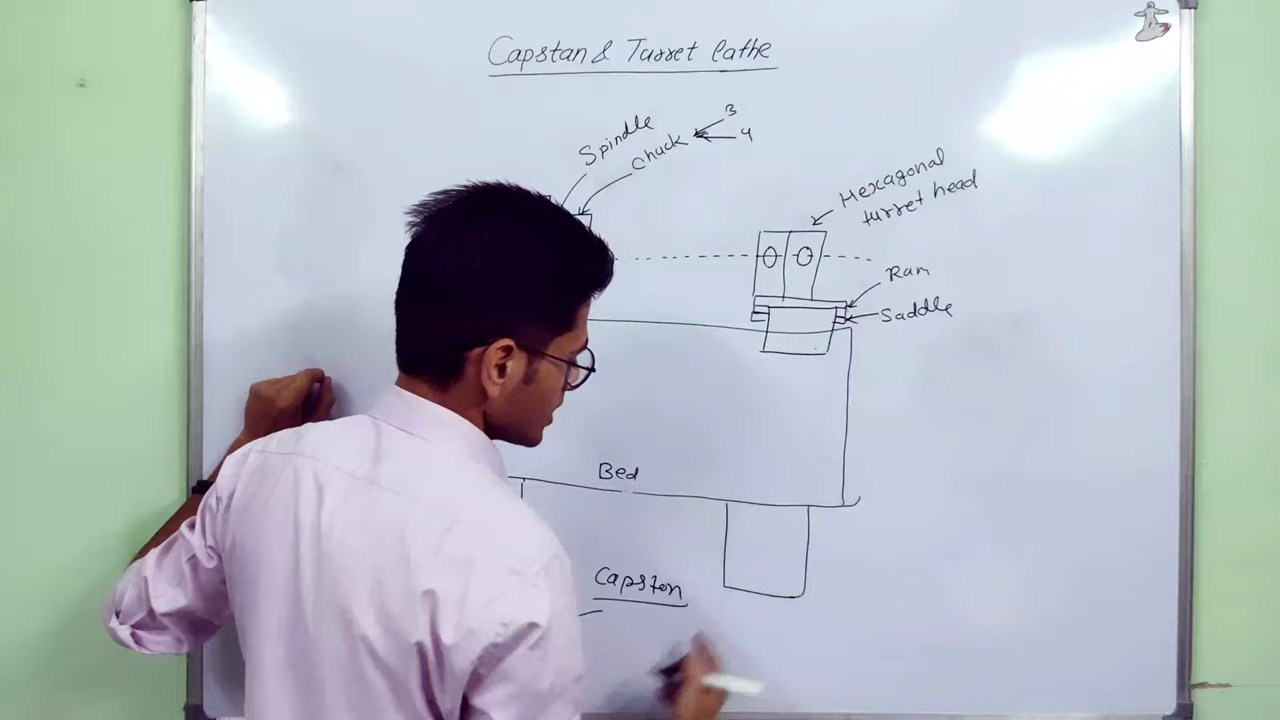 Capstan & Turret lathe
Spindle
Chuck
3
4
Hexagonal
turret head
Ram
Saddle
Bed
Capston